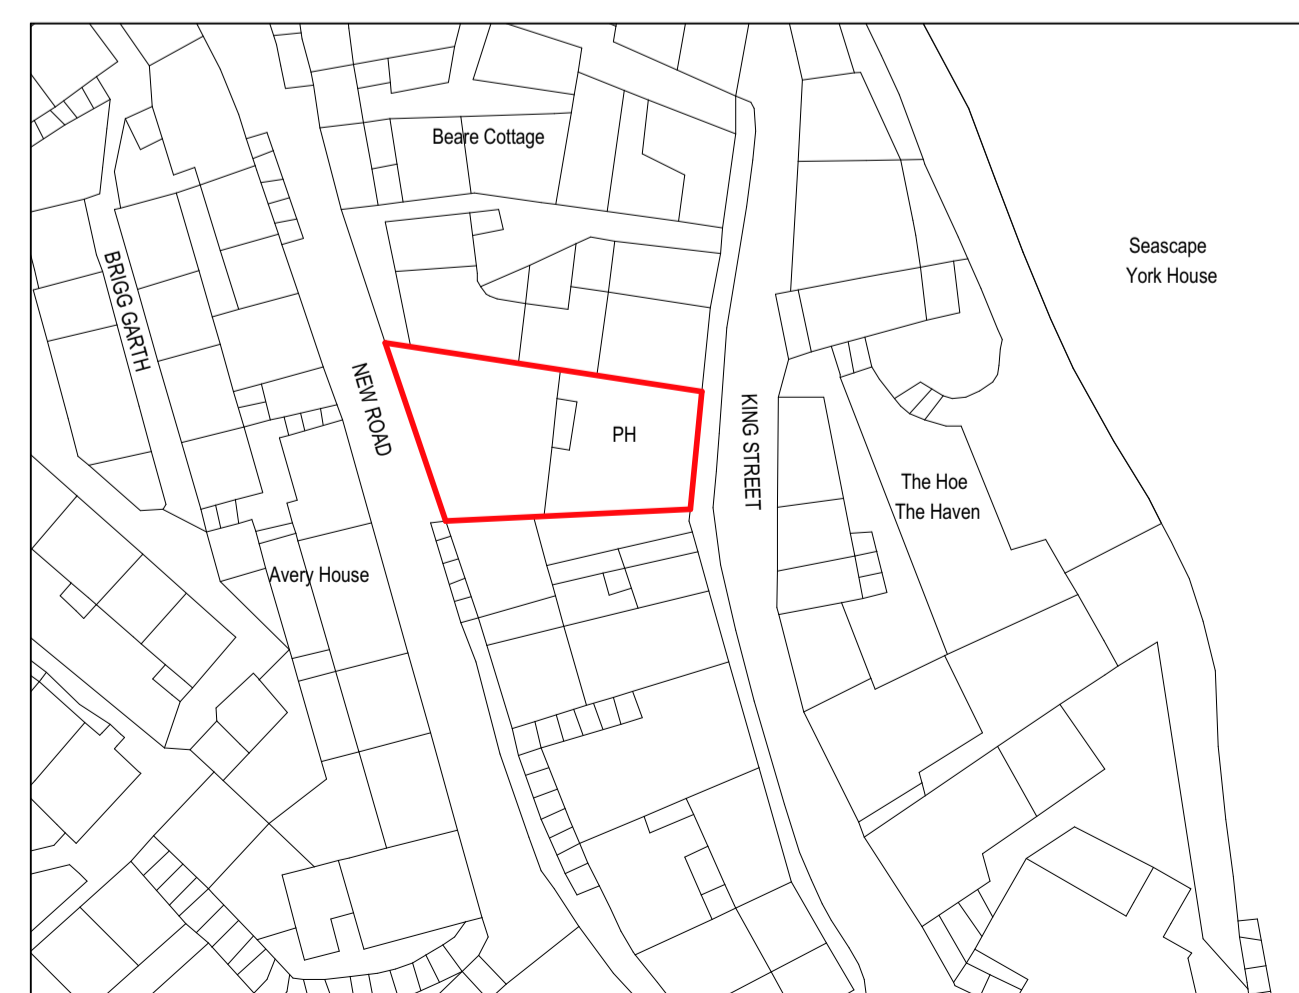 Beare Cottage
Seascape
York House
BRIGG GARTH
NEW ROAD
KING STREET
PH
The Hoe
The Haven
Avery House